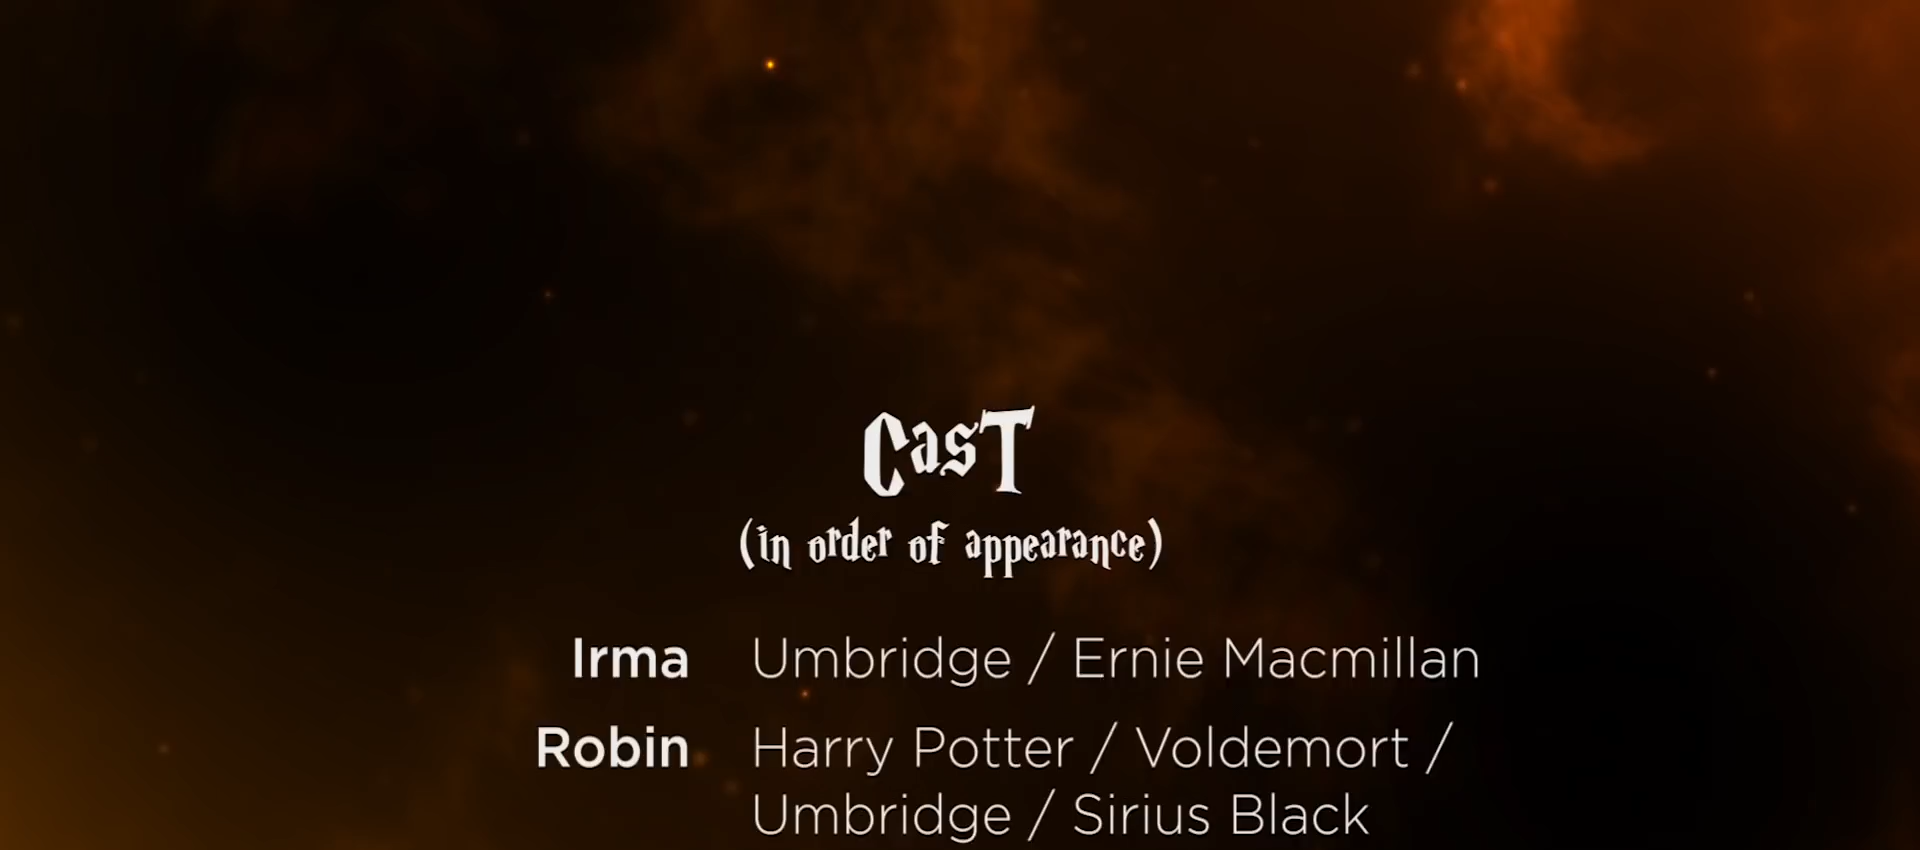 CasT
(in order of appearance)
Irma Umbridge / Ernie Macmillan
Robin Harry Potter / Voldemort /
Umbridge / Sirius Black